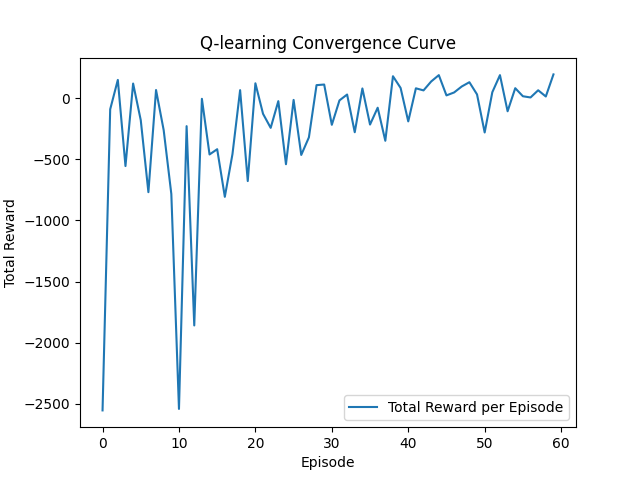 Q-learning Convergence Curve
Total Reward
0
−500
−1000
−1500
−2000
−2500
Total Reward per Episode
0 10 20 30 40 50 60
Episode